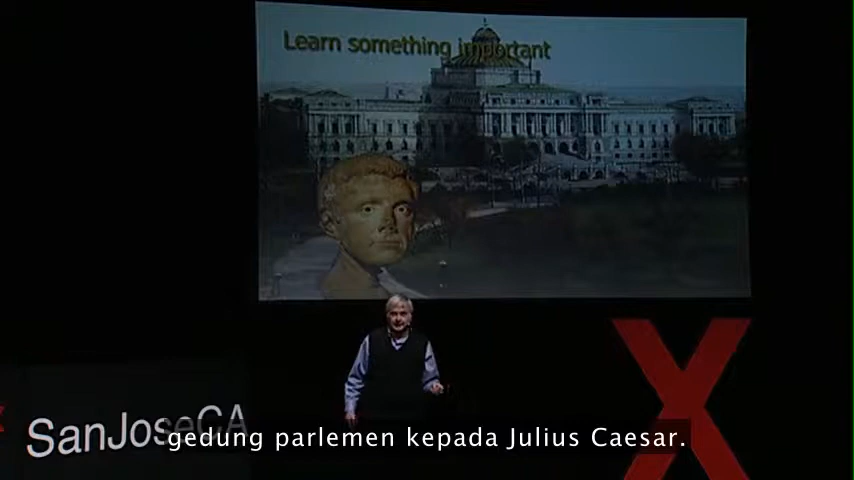 Learn something important
X
SanJoseCA
gedung parlemen kepada Julius Caesar.